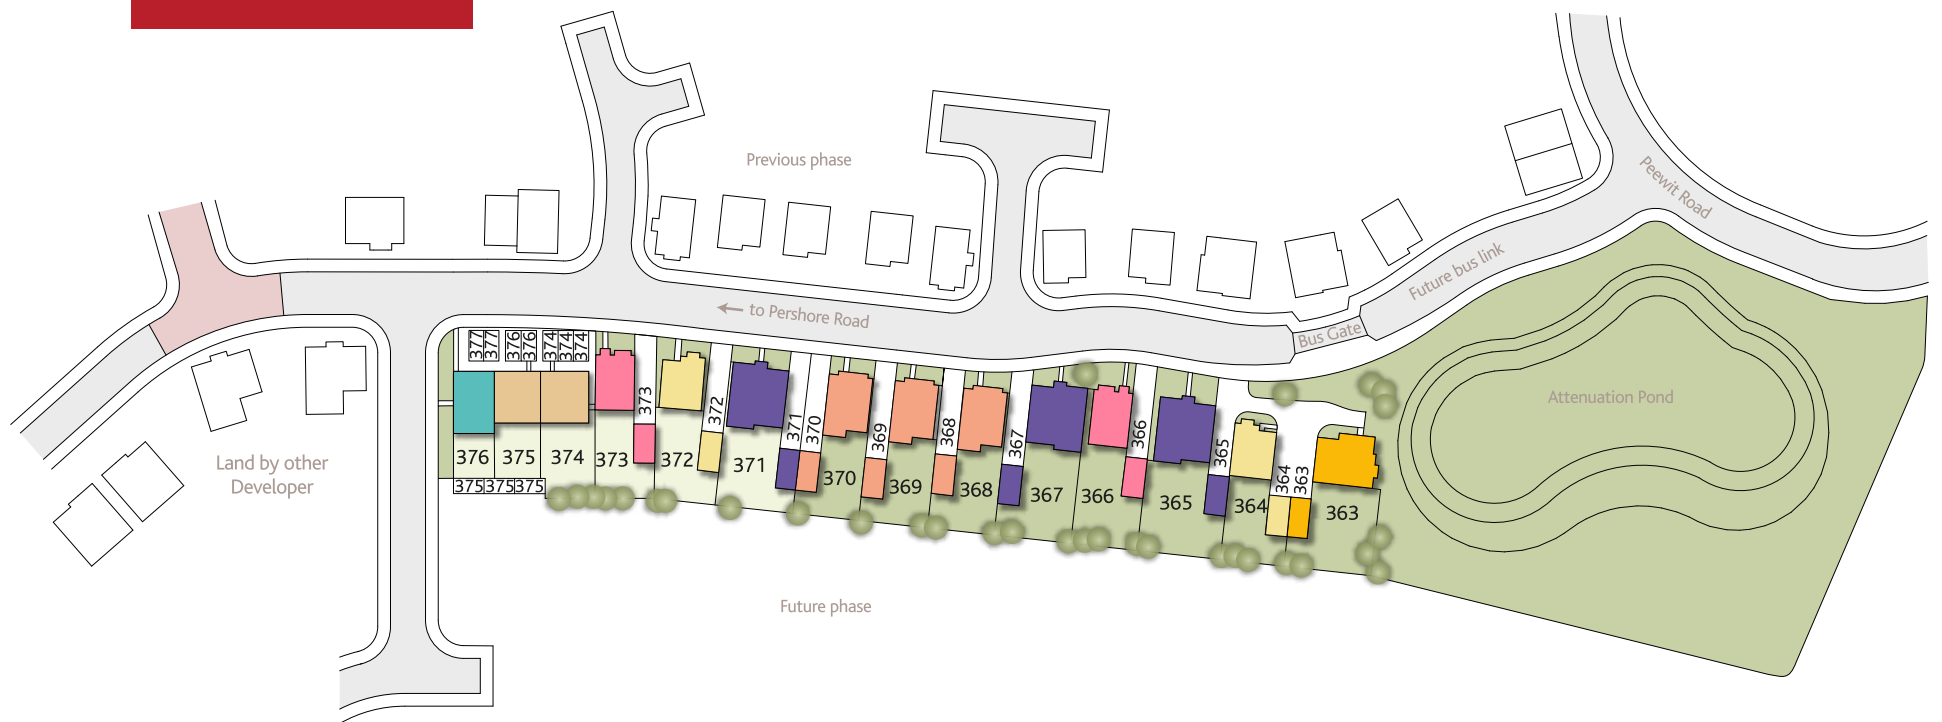 Previous phase
Peewit Road
Future bus link
← to Pershore Road
Bus Gate
377 377 376 376 374 374 374
373
372
371
370
369
368
367
366
365
364
363
Attenuation Pond
Land by other
Developer
376
375
374
373
372
371
370
369
368
367
366
365
364
363
375 375 375
Future phase